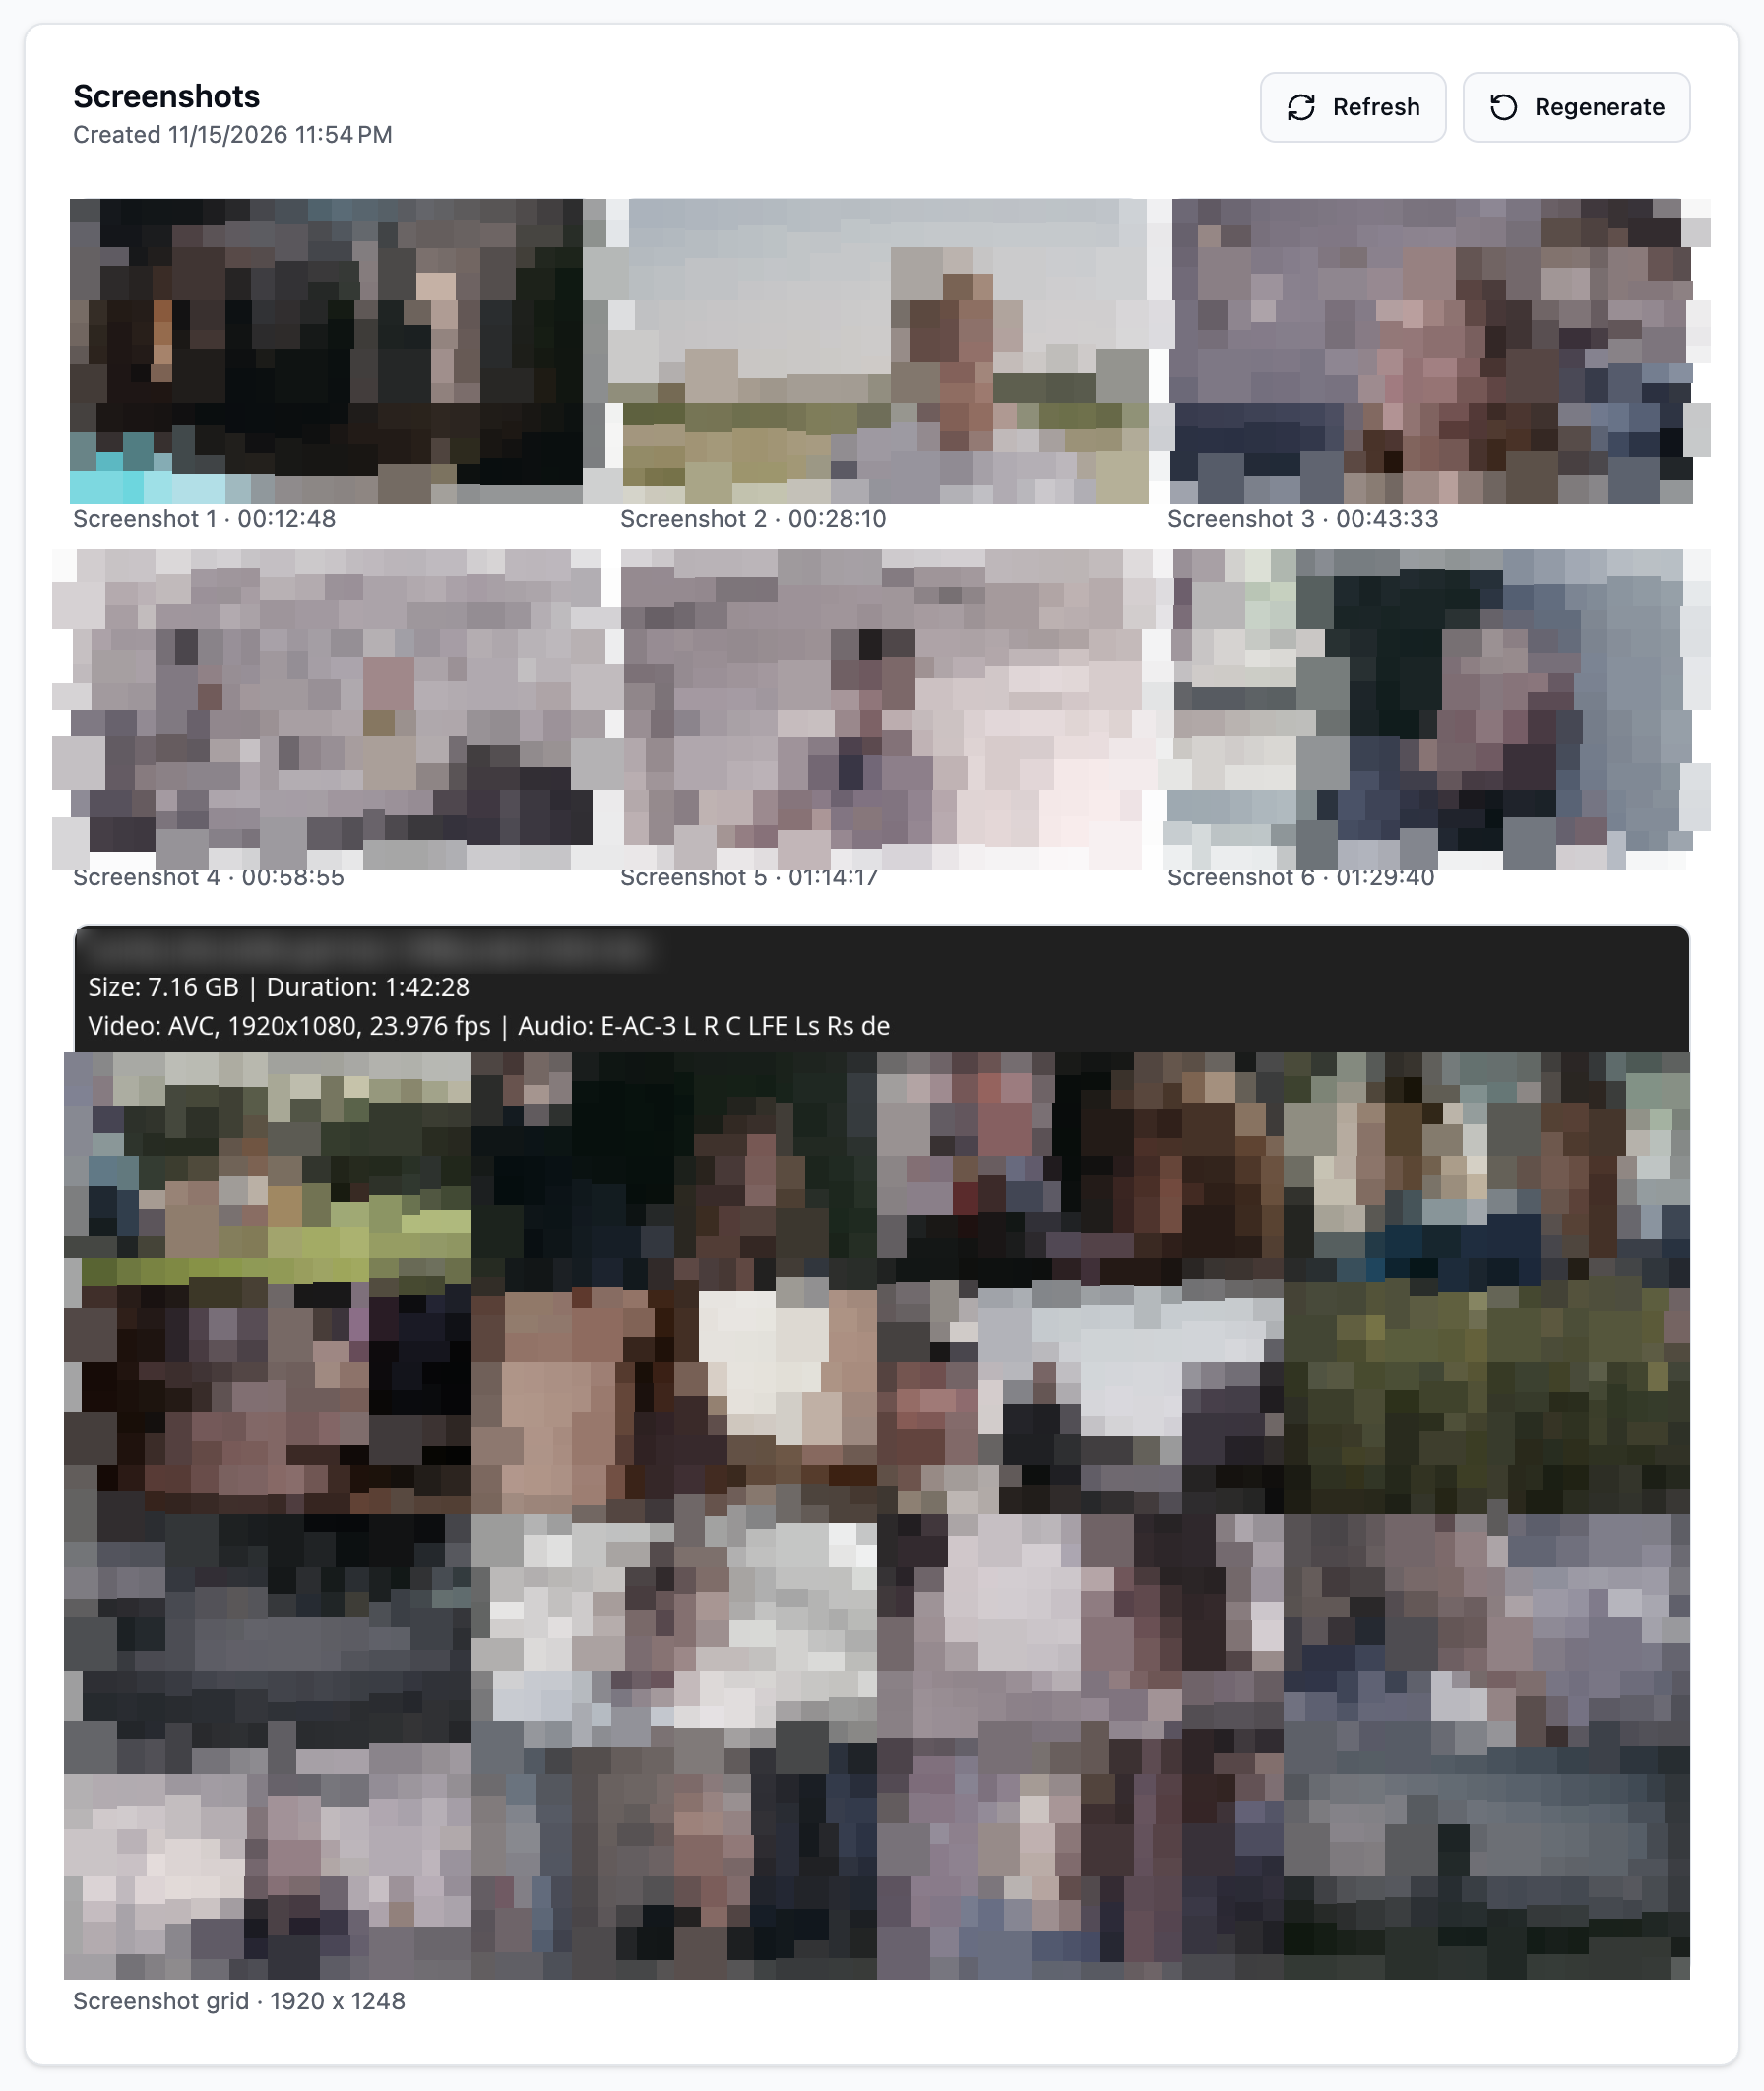 Screenshots
Created 11/15/2026 11:54 PM
Refresh
Regenerate
Screenshot 1 · 00:12:48
Screenshot 2 · 00:28:10
Screenshot 3 · 00:43:33
Screenshot 4 · 00:58:55
Screenshot 5 · 01:14:17
Screenshot 6 · 01:29:40
Size: 7.16 GB | Duration: 1:42:28
Video: AVC, 1920x1080, 23.976 fps | Audio: E-AC-3 L R C LFE Ls Rs de
Screenshot grid · 1920 x 1248